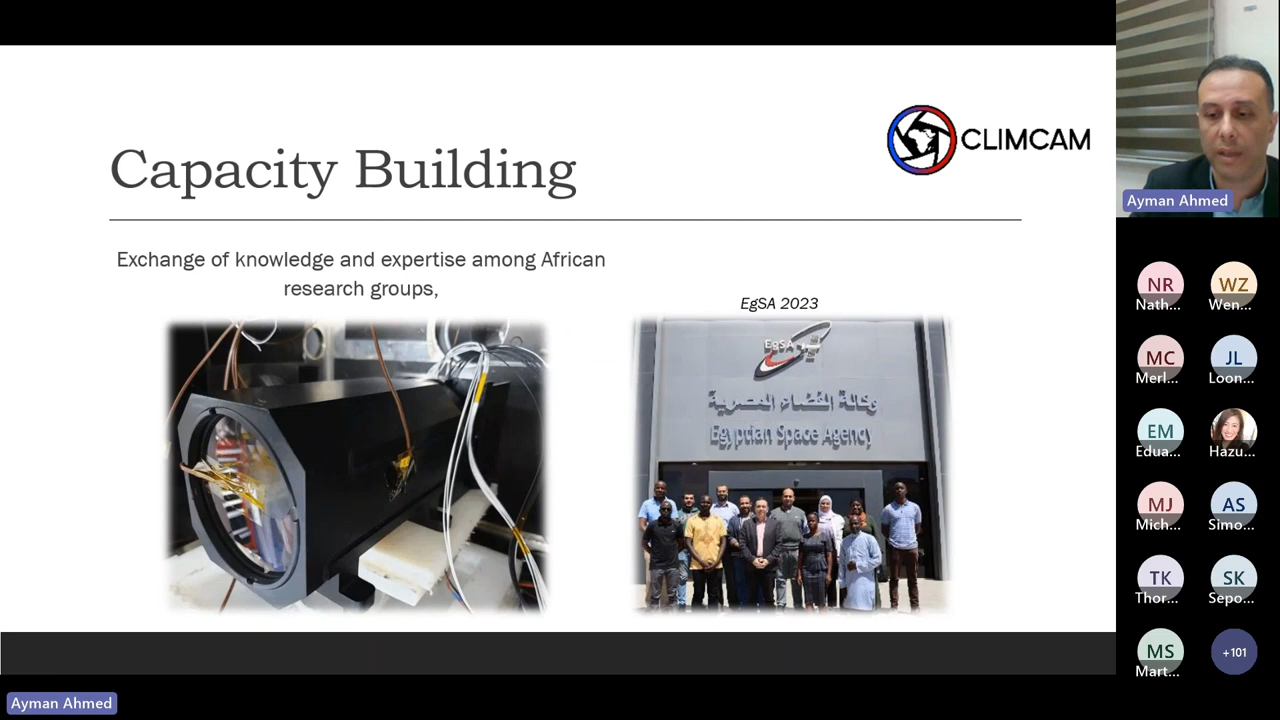 CLIMCAM
Capacity Building
Exchange of knowledge and expertise among African
research groups,
EgSA 2023
EgSA
وكالة الفضاء المصرية
Egyptian Space Agency
Ayman Ahmed
NR
Nath...
WZ
Wen...
MC
Merl...
JL
Loon...
EM
Edua...
Hazu...
MJ
Mich...
AS
Simo...
TK
Thor...
SK
Sepo...
MS
Mart...
+101
Ayman Ahmed